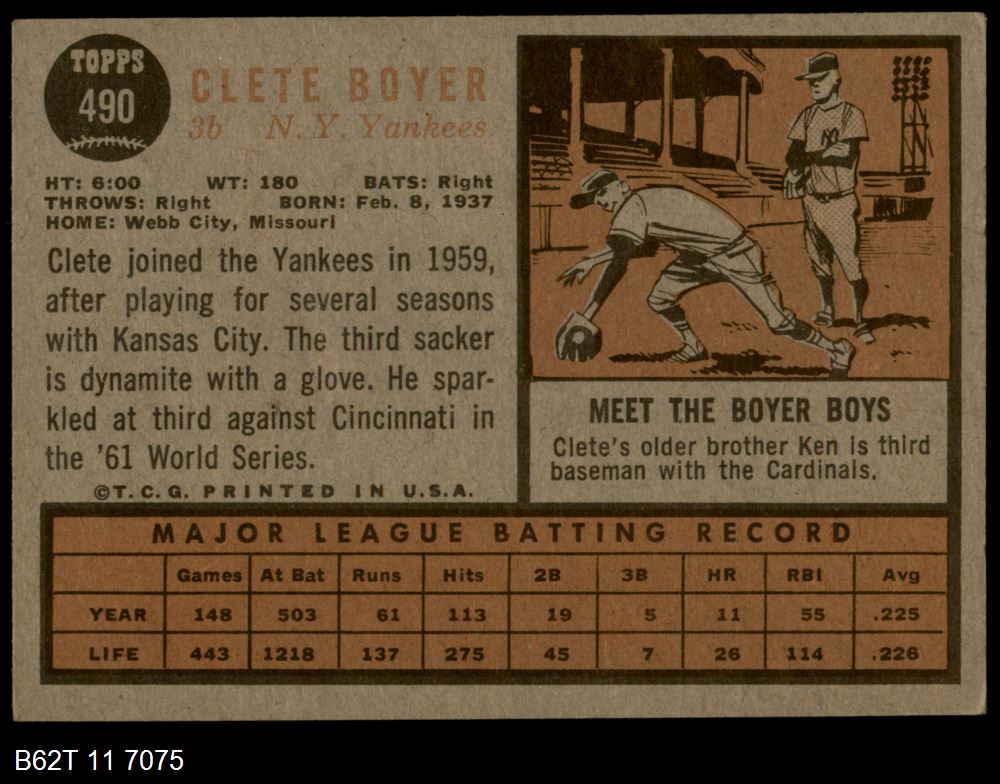 TOPPS
490
CLETE BOYER
3b N. Y. Yankees
HT: 6:00 WT: 180 BATS: Right
THROWS: Right BORN: Feb. 8, 1937
HOME: Webb City, Missouri
Clete joined the Yankees in 1959,
after playing for several seasons
with Kansas City. The third sacker
is dynamite with a glove. He spar-
kled at third against Cincinnati in
the '61 World Series.
©T. C. G. PRINTED IN U.S.A.
NY
MEET THE BOYER BOYS
Clete's older brother Ken is third
baseman with the Cardinals.
MAJOR LEAGUE BATTING RECORD
Games At Bat Runs Hits 2B 3B HR RBI Avg
YEAR 148 503 61 113 19 5 11 55 .225
LIFE 443 1218 137 275 45 7 26 114 .226
B62T 11 7075